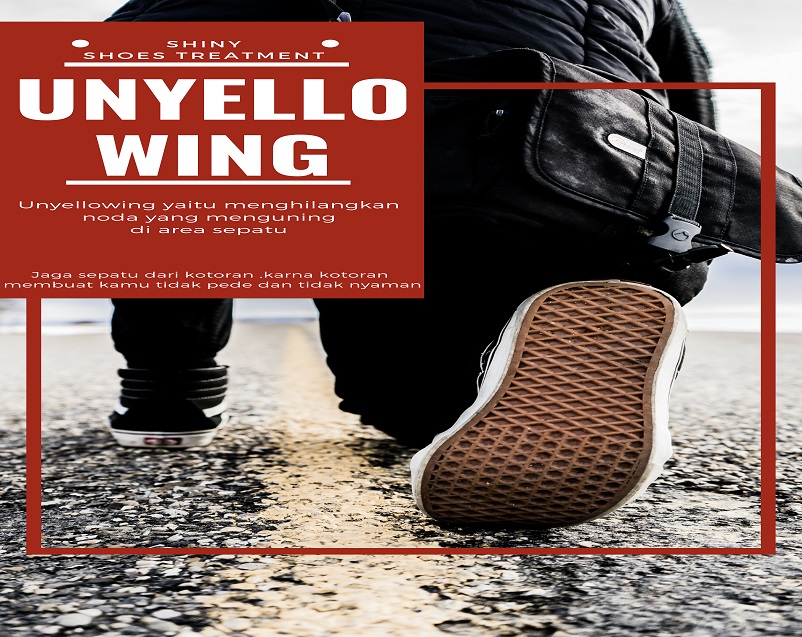 SHINY
SHOES TREATMENT
UNYELLO
WING
Unyellowing yaitu menghilangkan
noda yang menguning
di area sepatu
Jaga sepatu dari kotoran .karna kotoran
membuat kamu tidak pede dan tidak nyaman